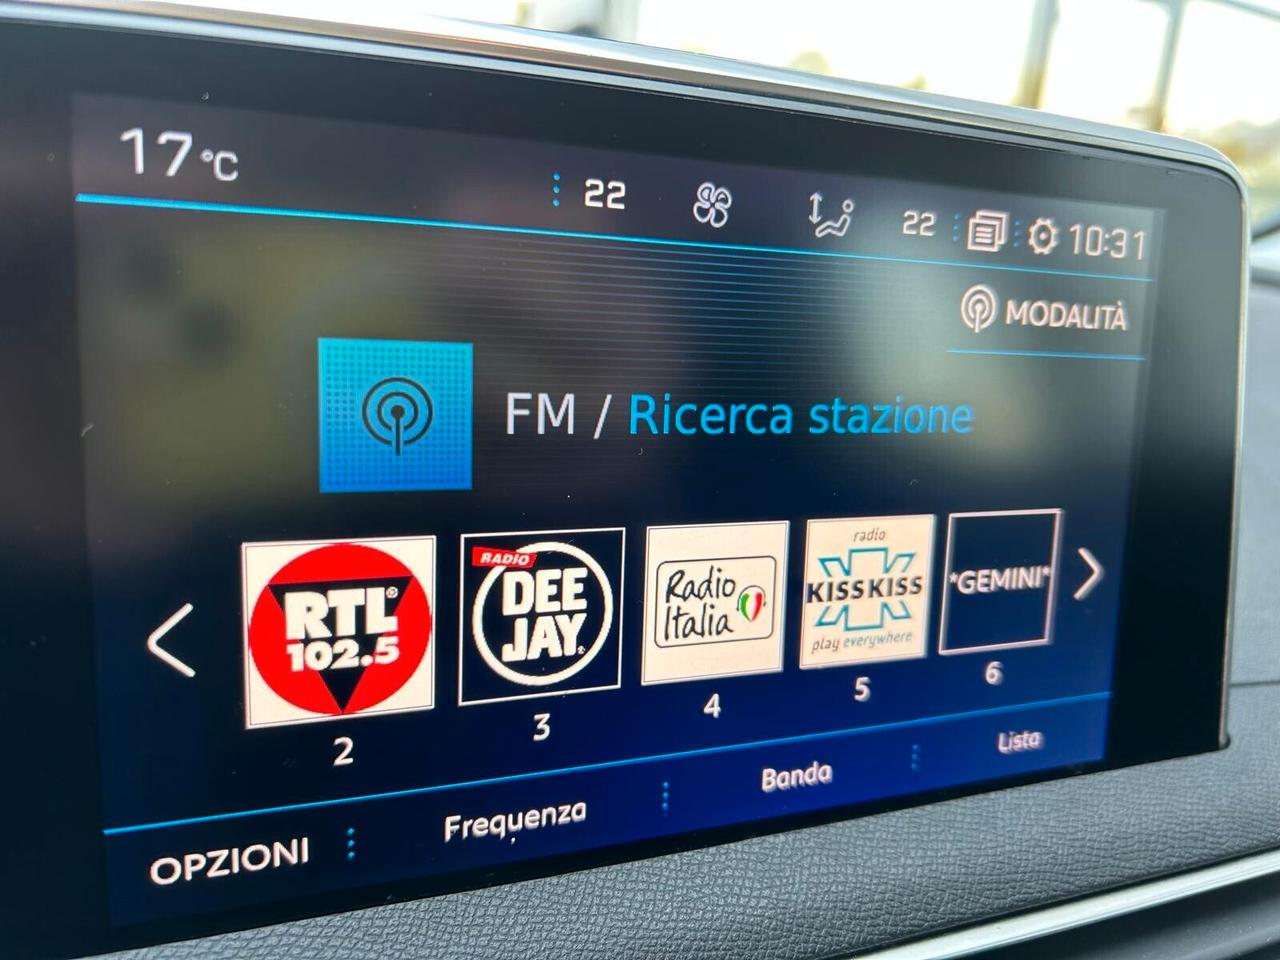 17 °C
22
22
10:31
MODALITÀ
FM / Ricerca stazione
RTL®
102.5
RADIO
DEE
JAY
Radio
Italia
radio
KISS KISS
play everywhere
*GEMINI*
2
3
4
5
6
OPZIONI
Frequenza
Banda
Lista